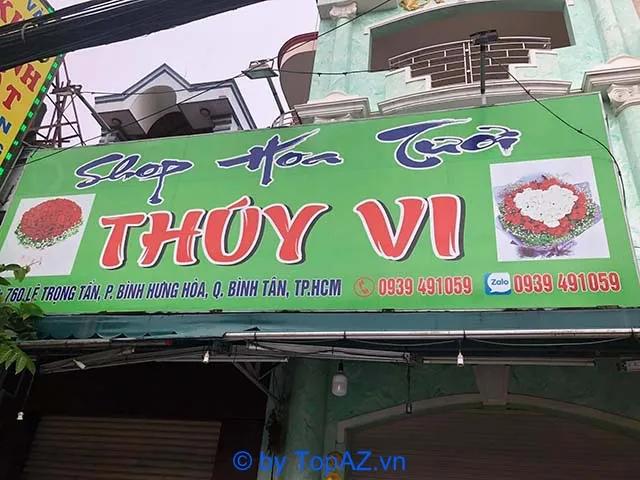 Shop Hoa Tươi
THÚY VI
760 LÊ TRỌNG TẤN, P. BÌNH HƯNG HÒA, Q. BÌNH TÂN, TP.HCM
0939 491059
Zalo
0939 491059
© by TopAZ.vn